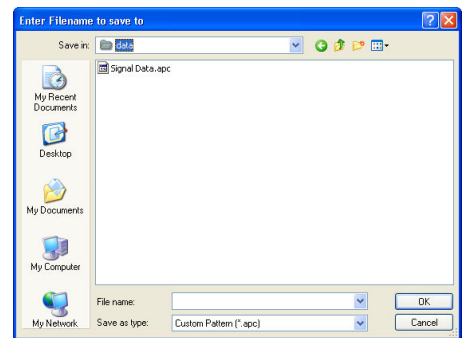 Enter Filename to save to
Save in: data
Signal Data.apc
My Recent
Documents
Desktop
My Documents
My Computer
My Network
File name:
OK
Save as type: Custom Pattern (*.apc)
Cancel